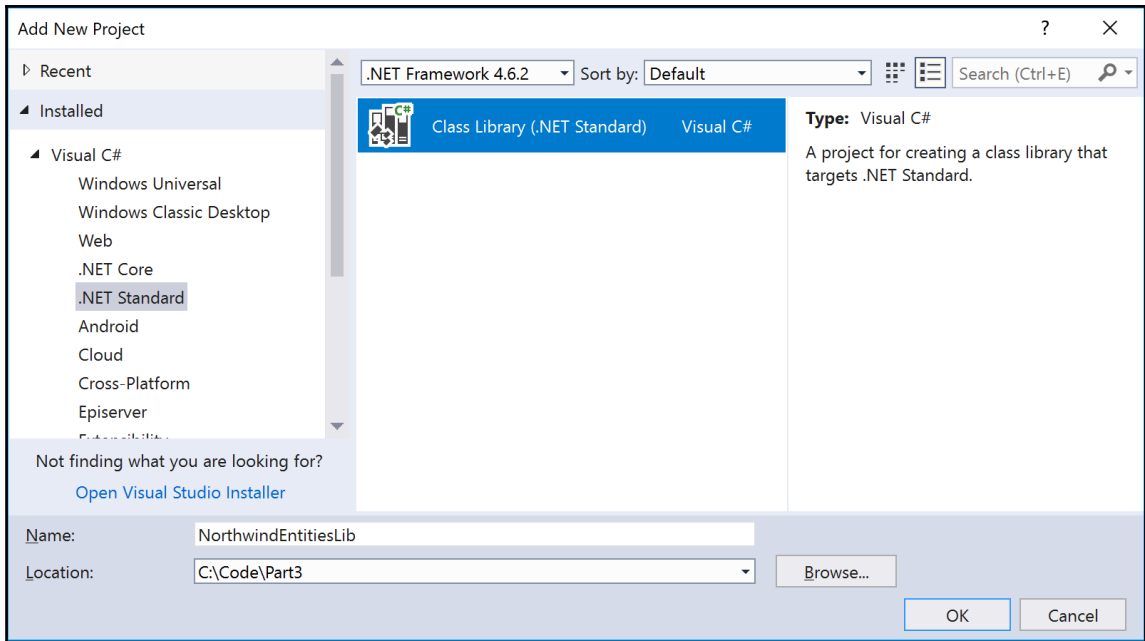 Add New Project
?
Recent
Installed
Visual C#
Windows Universal
Windows Classic Desktop
Web
.NET Core
.NET Standard
Android
Cloud
Cross-Platform
Episerver
Not finding what you are looking for?
Open Visual Studio Installer
.NET Framework 4.6.2
Sort by: Default
Search (Ctrl+E)
C#
Class Library (.NET Standard) Visual C#
Type: Visual C#
A project for creating a class library that
targets .NET Standard.
Name: NorthwindEntitiesLib
Location: C:\Code\Part3
Browse...
OK Cancel